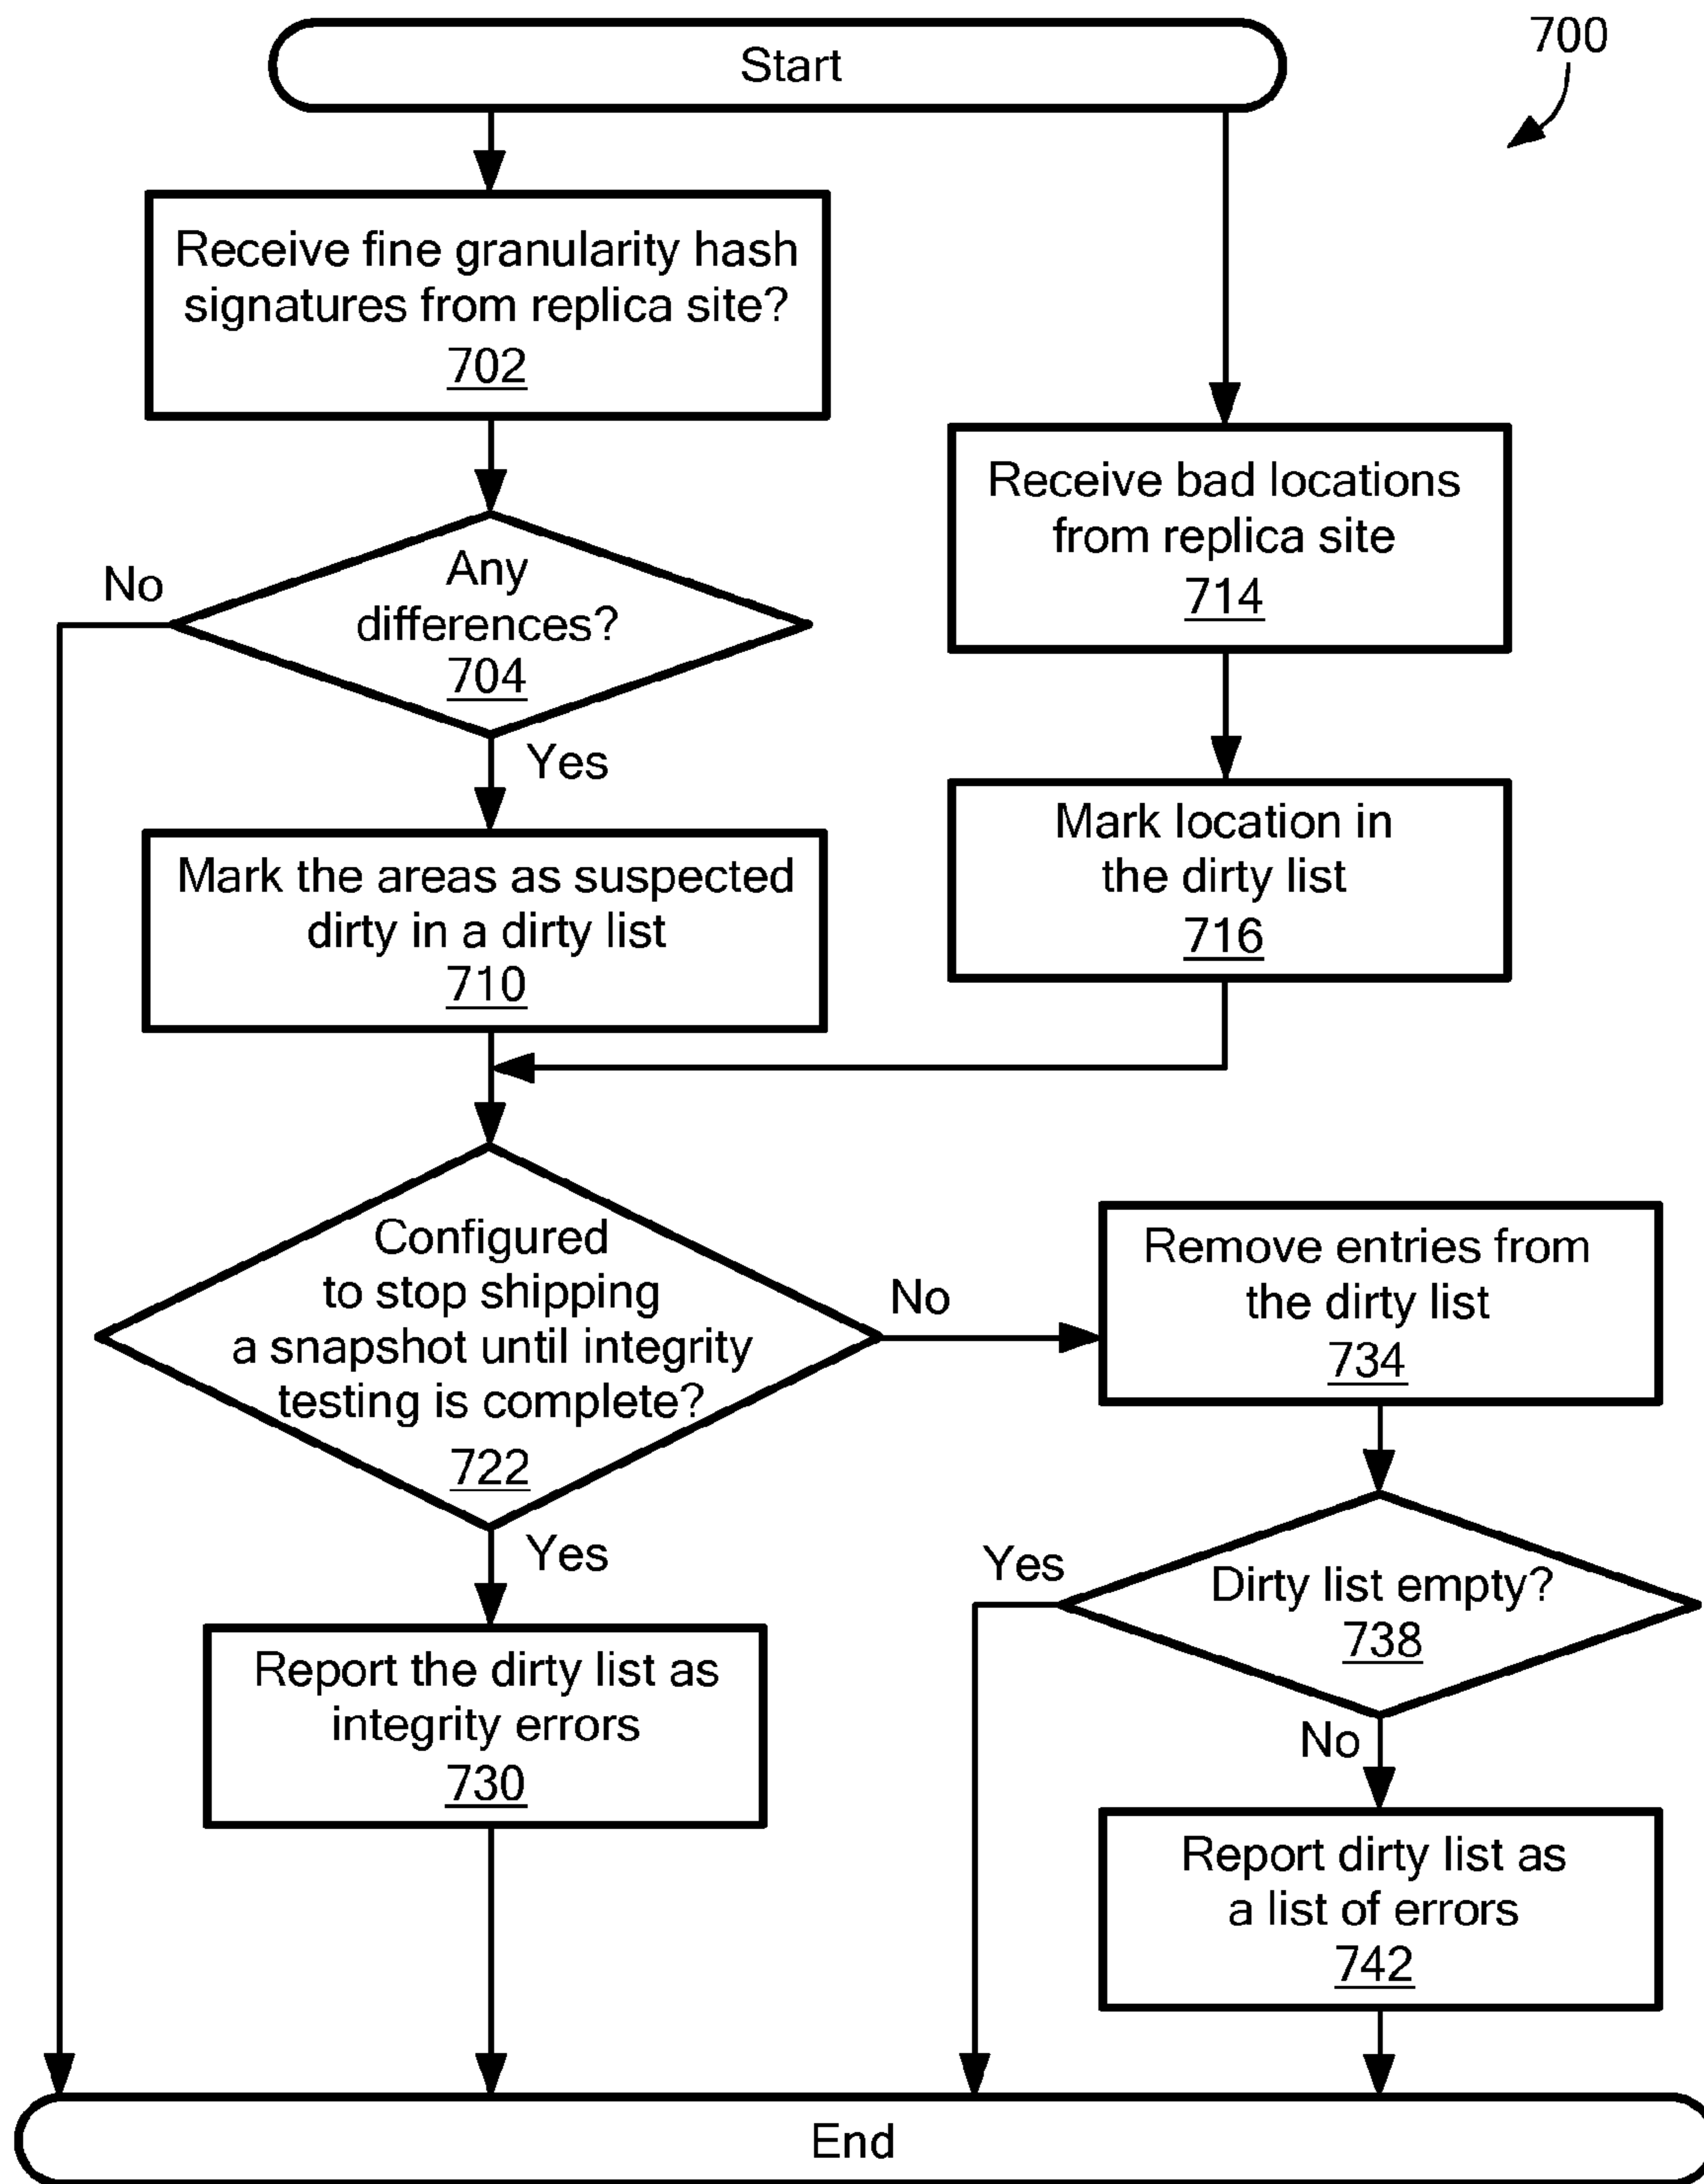 700
Start
Receive fine granularity hash
signatures from replica site?
702
Any
differences?
704
No
Yes
Receive bad locations
from replica site
714
Mark the areas as suspected
dirty in a dirty list
710
Mark location in
the dirty list
716
Configured
to stop shipping
a snapshot until integrity
testing is complete?
722
No
Yes
Remove entries from
the dirty list
734
Dirty list empty?
738
Yes
No
Report the dirty list as
integrity errors
730
Report dirty list as
a list of errors
742
End